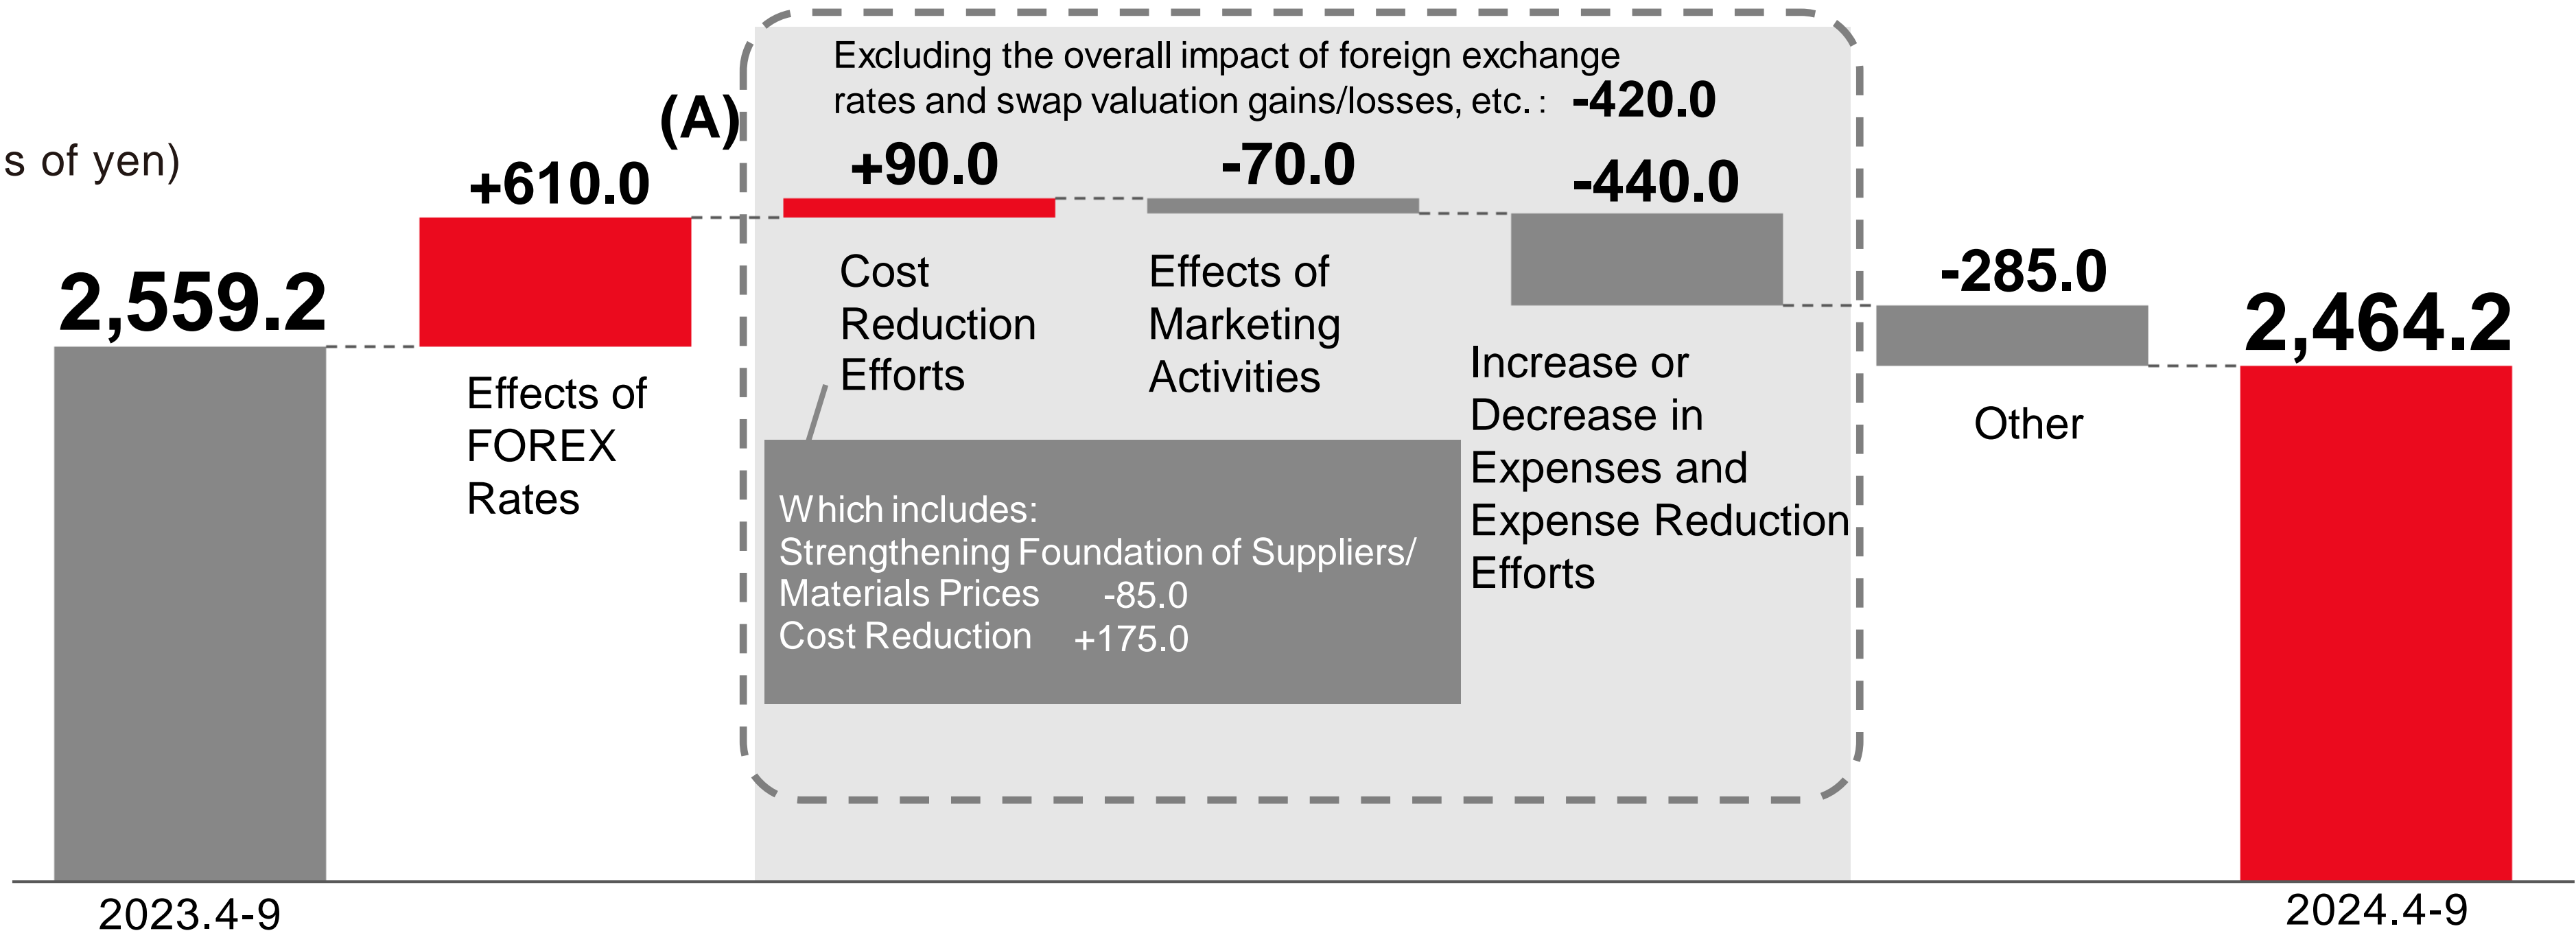 Excluding the overall impact of foreign exchange
rates and swap valuation gains/losses, etc. : -420.0
(A)
s of yen)
+610.0
+90.0
-70.0
-440.0
2,559.2
-285.0
2,464.2
Effects of
FOREX
Rates
Cost
Reduction
Efforts
Effects of
Marketing
Activities
Increase or
Decrease in
Expenses and
Expense Reduction
Efforts
Other
Which includes:
Strengthening Foundation of Suppliers/
Materials Prices -85.0
Cost Reduction +175.0
2023.4-9
2024.4-9